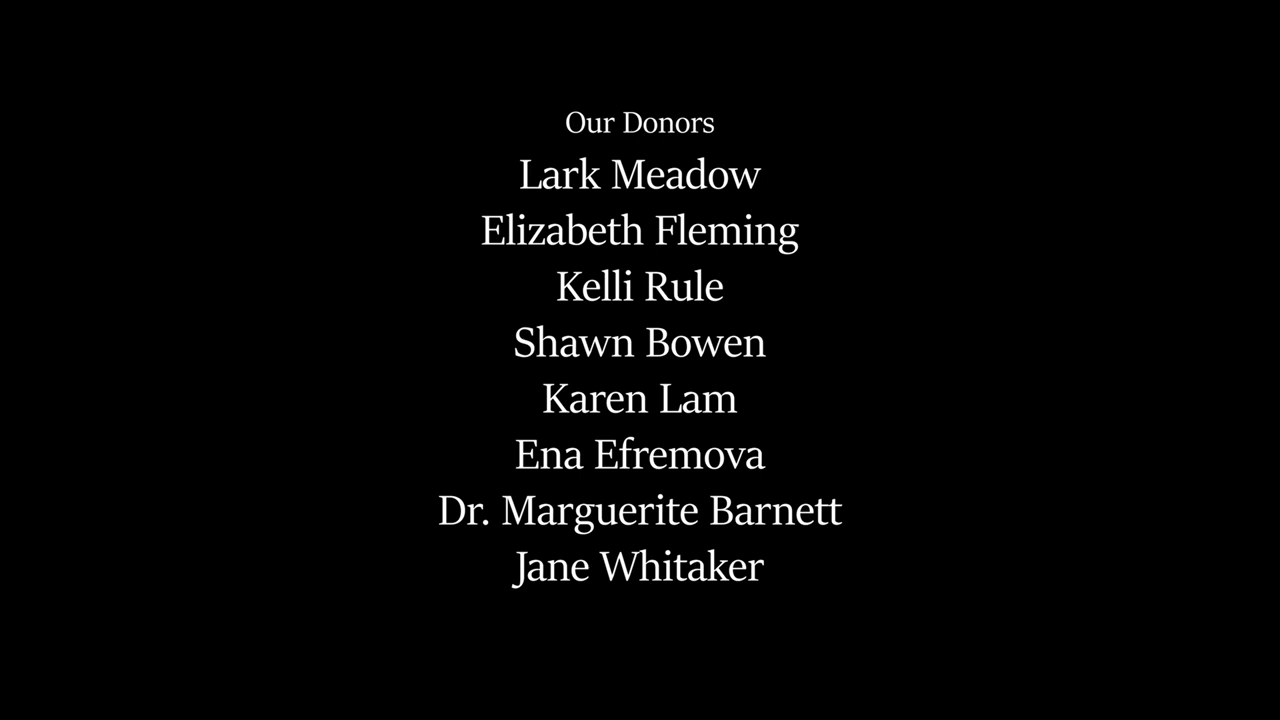 Our Donors
Lark Meadow
Elizabeth Fleming
Kelli Rule
Shawn Bowen
Karen Lam
Ena Efremova
Dr. Marguerite Barnett
Jane Whitaker